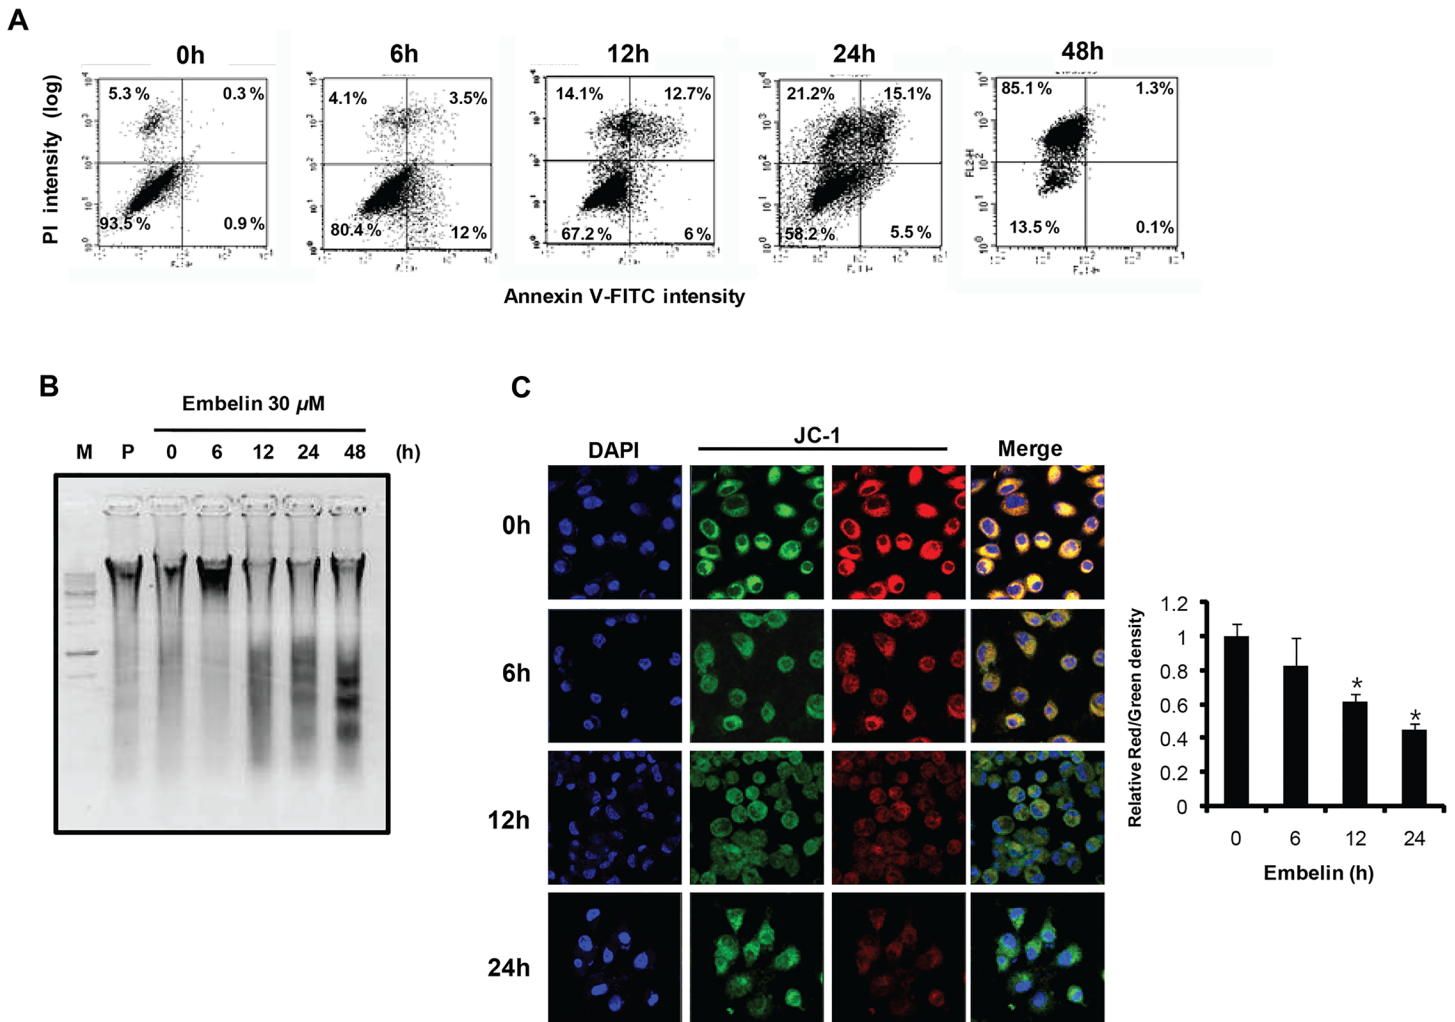 A
0h 6h 12h 24h 48h
PI intensity (log)
5.3 % 0.3 % 4.1% 3.5% 14.1% 12.7% 21.2% 15.1% 85.1 % 1.3%
93.5 % 0.9 % 80.4% 12 % 67.2 % 6 % 58.2 % 5.5 % 13.5 % 0.1%
Annexin V-FITC intensity
B
Embelin 30 µM
M P 0 6 12 24 48 (h)
C
DAPI JC-1 Merge
0h
6h
12h
24h
Relative Red/Green density
1.2
1
0.8
0.6
0.4
0.2
0
* *
0 6 12 24
Embelin (h)